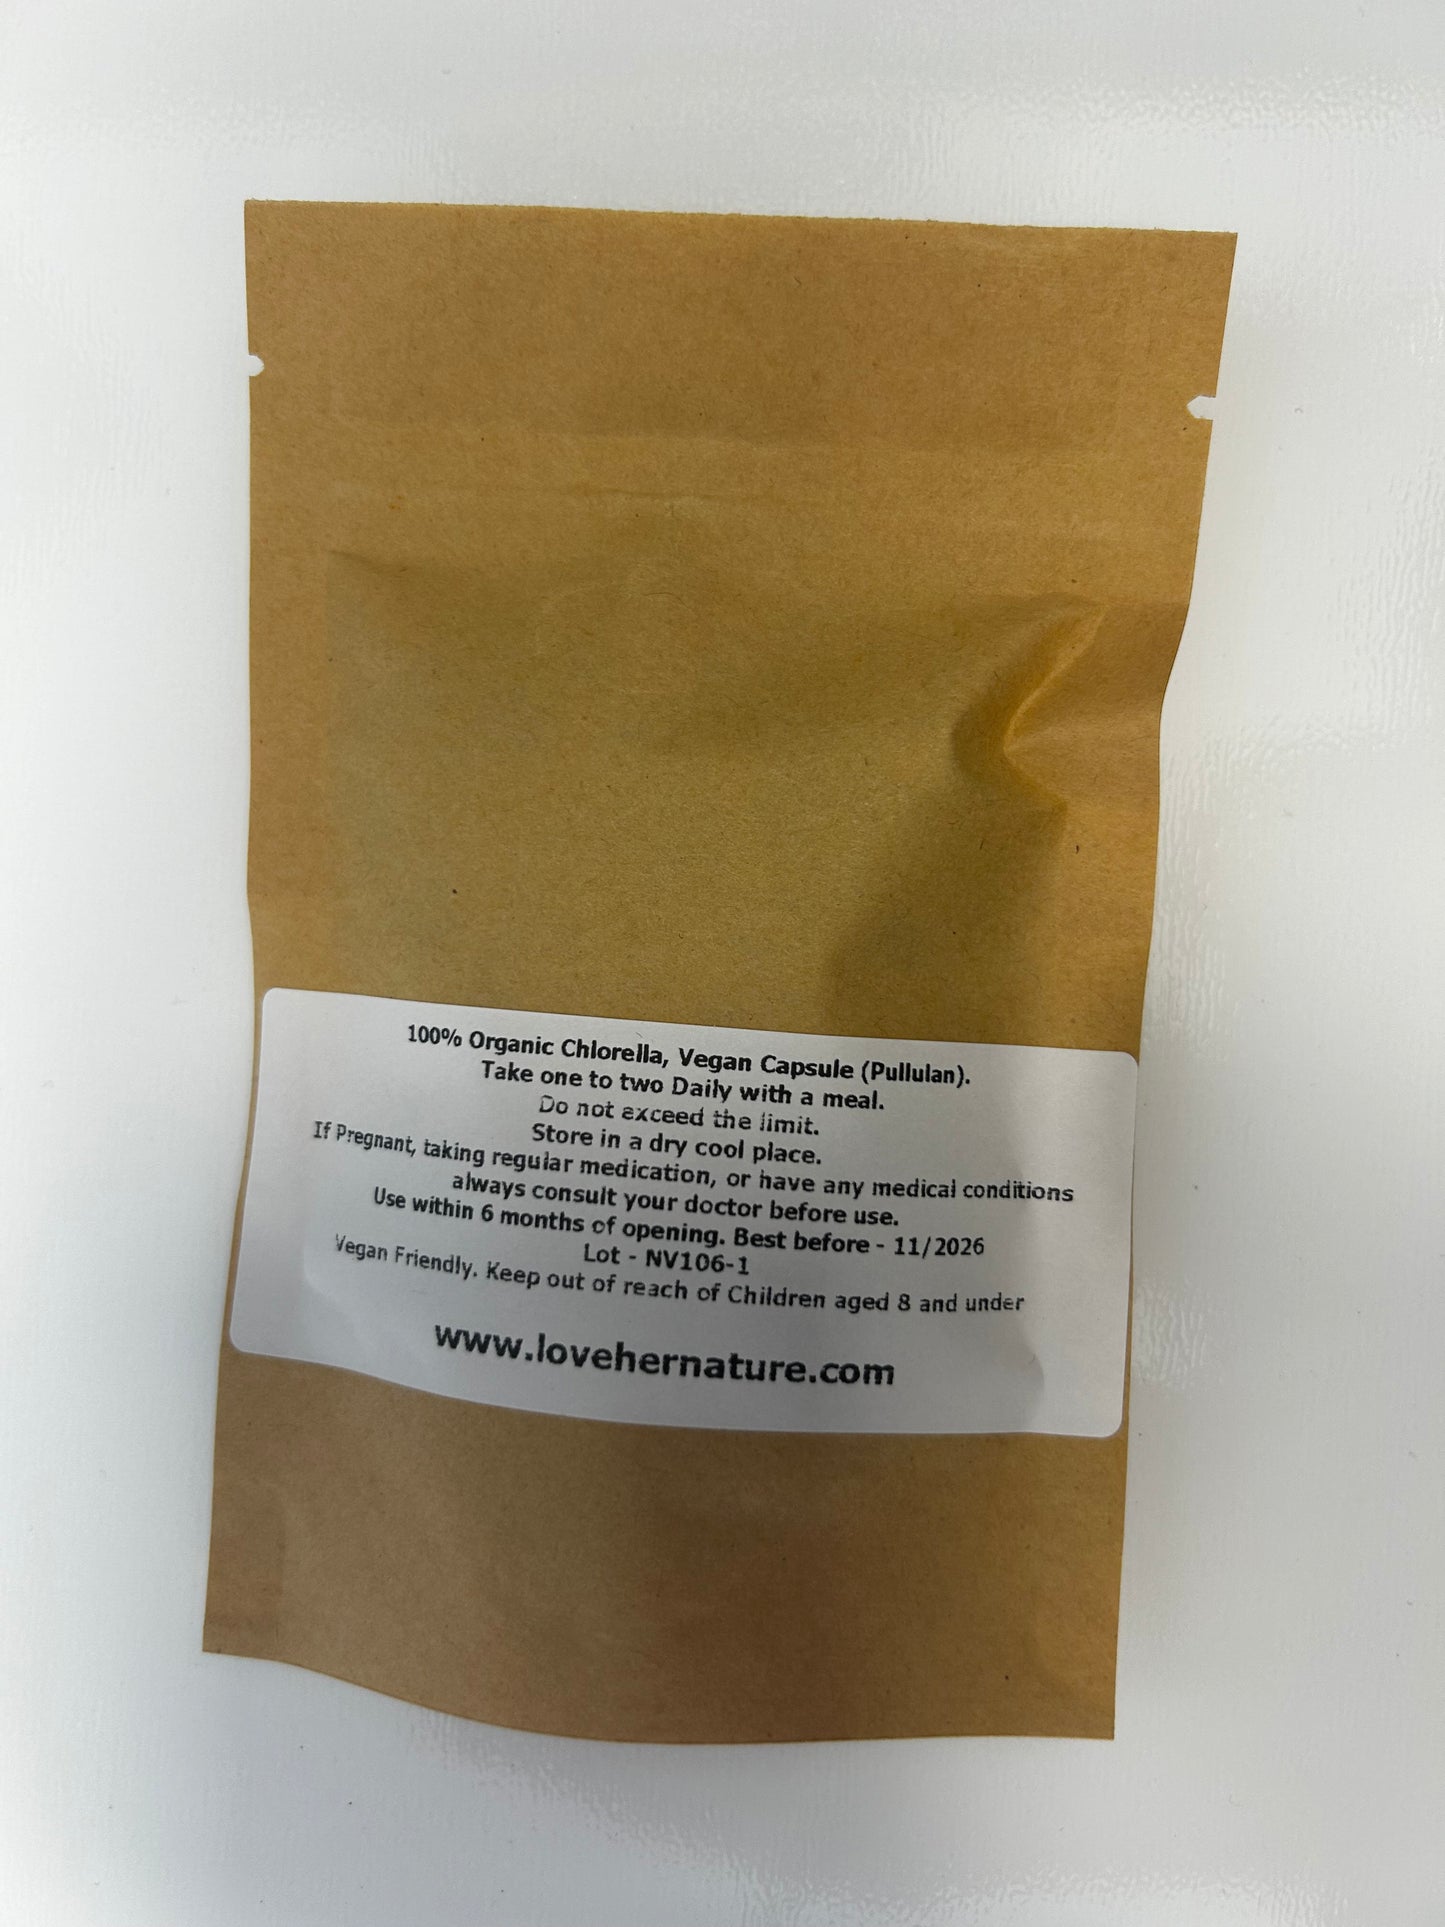 100% Organic Chlorella, Vegan Capsule (Pullulan).
Take one to two Daily with a meal.
Do not exceed the limit.
Store in a dry cool place.
If Pregnant, taking regular medication, or have any medical conditions
always consult your doctor before use.
Use within 6 months of opening. Best before - 11/2026
Lot - NV106-1
Vegan Friendly. Keep out of reach of Children aged 8 and under
www.lovehernature.com